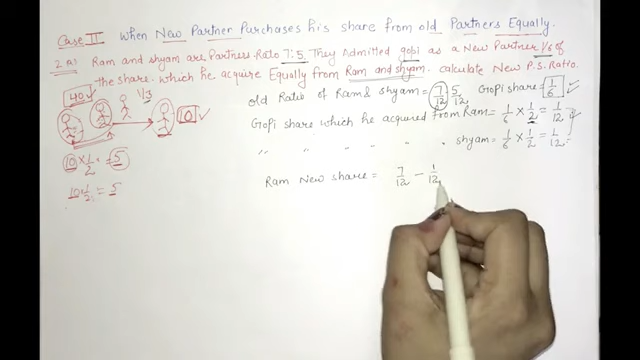 Case II When New Partner Purchases his share from old Partners Equally.
2. Ram and shyam are Partners Ratio 7:5. They Admitted gopi as a New Partner 1/6 of
the share which he acquire Equally from Ram and shyam. calculate New P.S. Ratio.
40 ✓ 1/3 10 ✓
old Ratio of Ram & shyam = 7/12, 5/12 Gopi share = 1/6 ✓
Gopi share which he acquired from Ram = 1/6 × 1/2 = 1/12
〃 〃 〃 〃 〃 〃 shyam = 1/6 × 1/2 = 1/12
10 × 1/2 = 5
10 × 1/2 = 5
Ram New share = 7/12 - 1/12